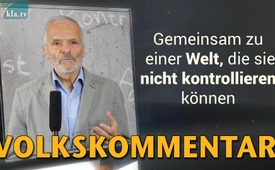 kla.tv
Gemeinsam zu
einer Welt, die sie
nicht kontrollieren
können
VOLKSKOMMENTAR